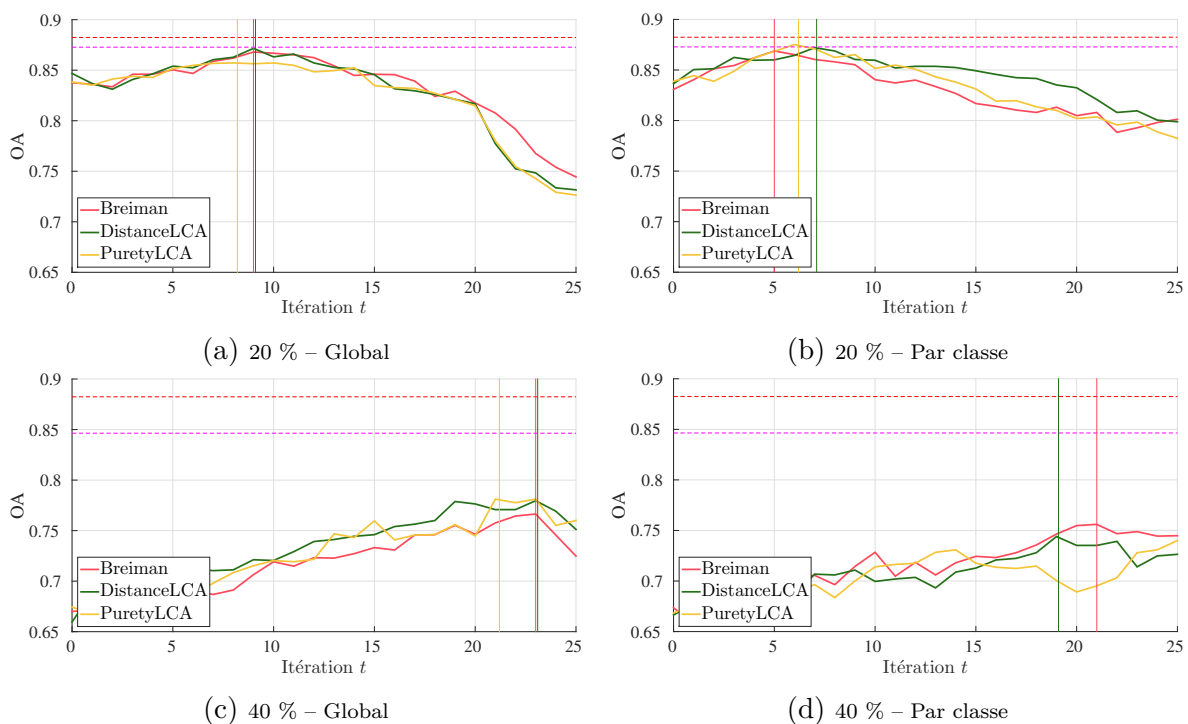 0.9
0.85
0.8
0.75
0.7
0.65
OA
Breiman
DistanceLCA
PuretyLCA
0 5 10 15 20 25
Itération t
(a) 20 % – Global
0.9
0.85
0.8
0.75
0.7
0.65
OA
Breiman
DistanceLCA
PuretyLCA
0 5 10 15 20 25
Itération t
(b) 20 % – Par classe
0.9
0.85
0.8
0.75
0.7
0.65
OA
Breiman
DistanceLCA
PuretyLCA
0 5 10 15 20 25
Itération t
(c) 40 % – Global
0.9
0.85
0.8
0.75
0.7
0.65
OA
Breiman
DistanceLCA
PuretyLCA
0 5 10 15 20 25
Itération t
(d) 40 % – Par classe